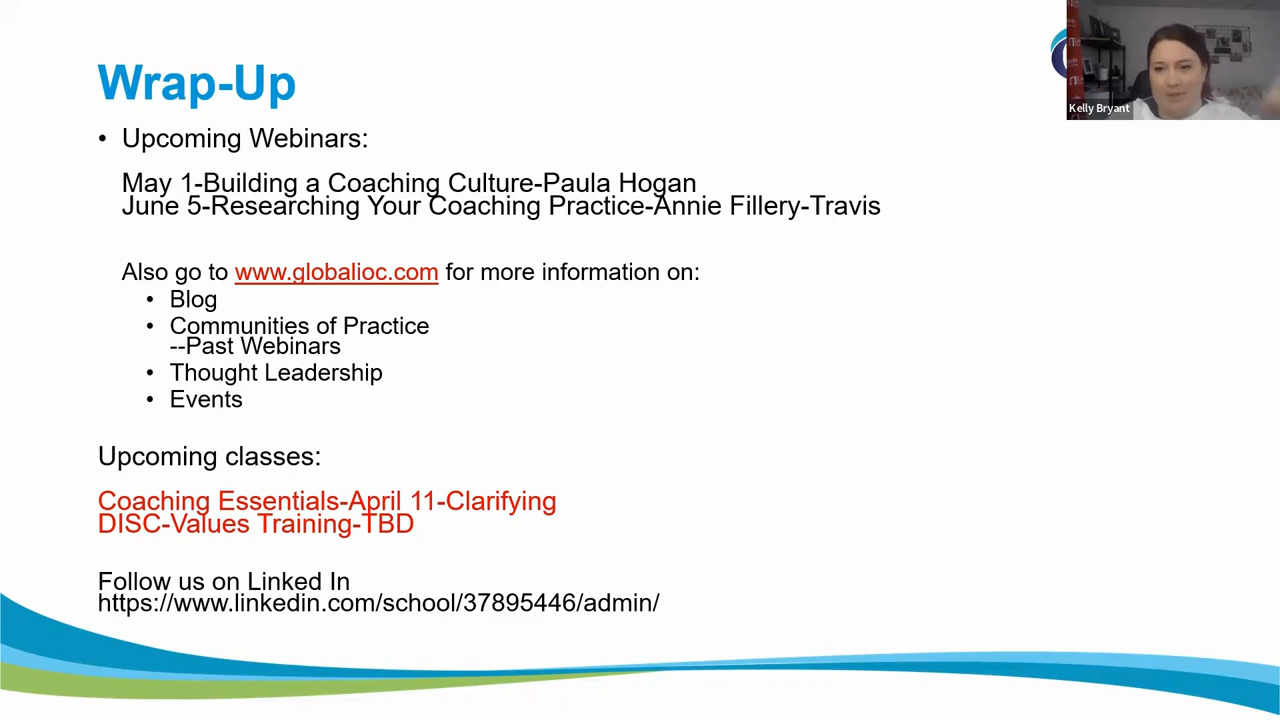 Wrap-Up
Kelly Bryant
• Upcoming Webinars:
May 1-Building a Coaching Culture-Paula Hogan
June 5-Researching Your Coaching Practice-Annie Fillery-Travis
Also go to www.globalioc.com for more information on:
• Blog
• Communities of Practice
--Past Webinars
• Thought Leadership
• Events
Upcoming classes:
Coaching Essentials-April 11-Clarifying
DISC-Values Training-TBD
Follow us on Linked In
https://www.linkedin.com/school/37895446/admin/